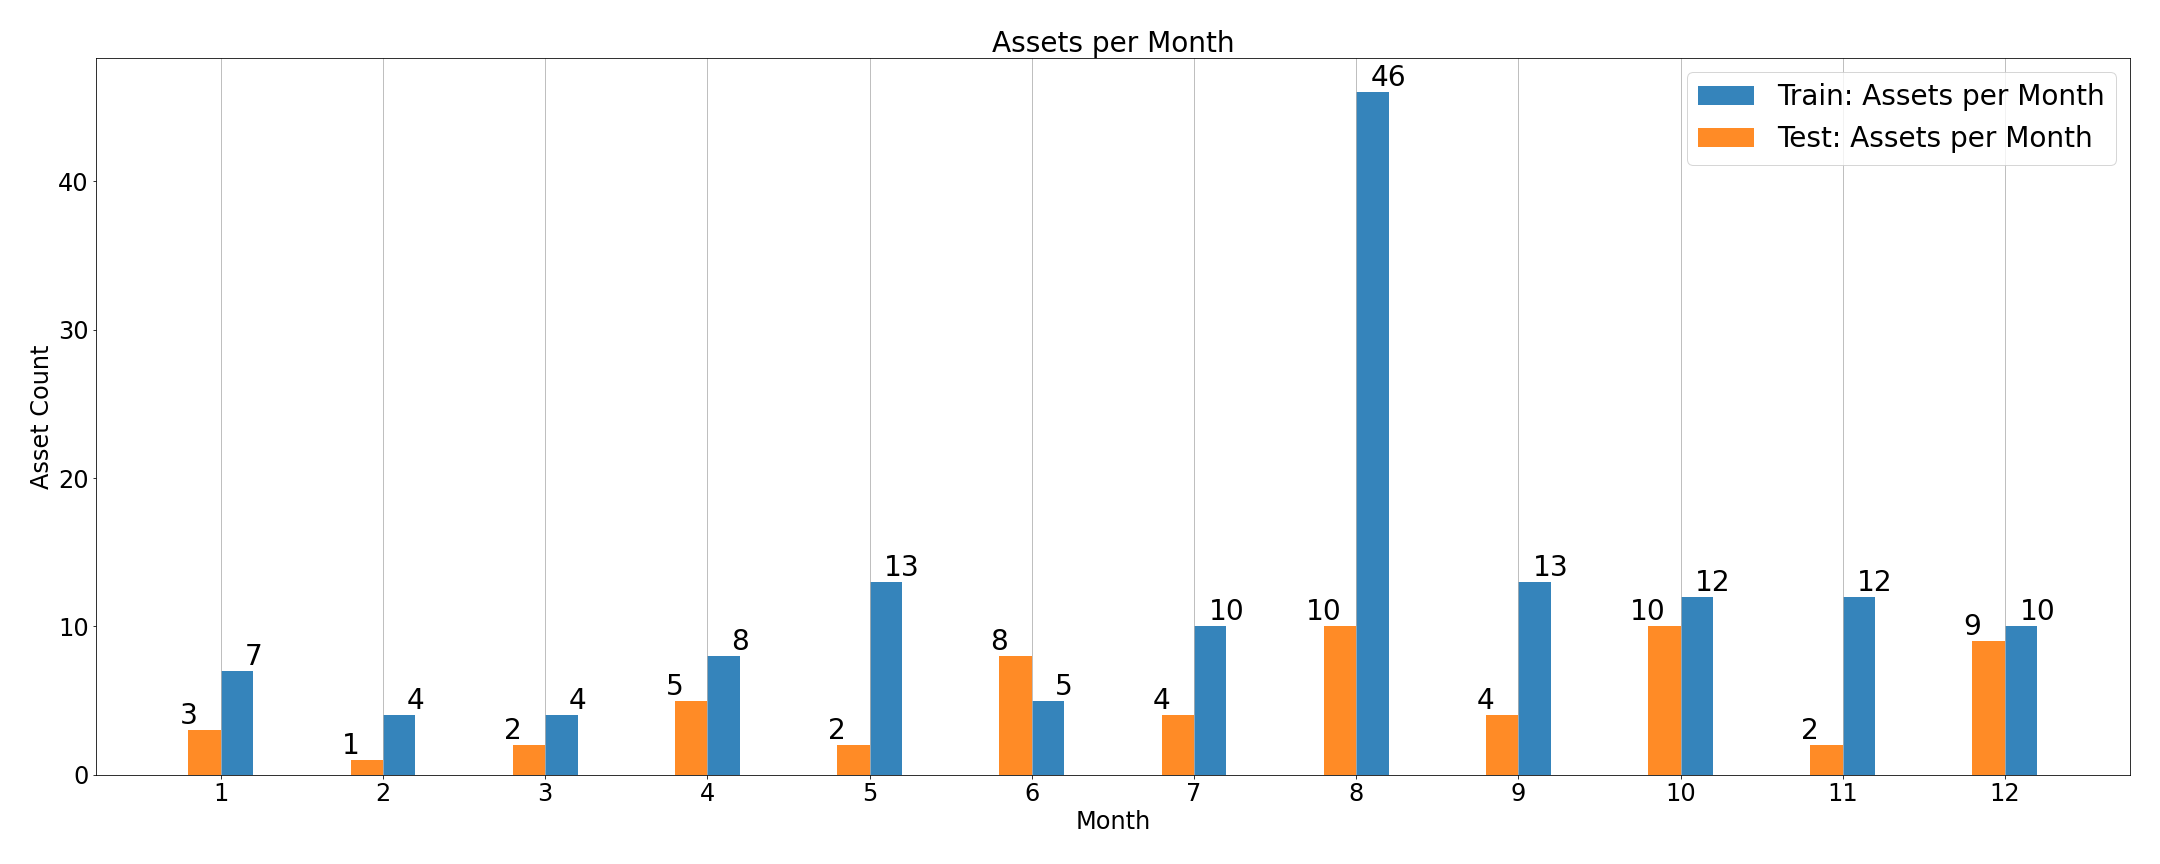 Assets per Month
Train: Assets per Month
Test: Assets per Month
Asset Count
40
30
20
10
0
3 7 1 4 2 4 5 8 2 13 8 5 4 10 10 46 4 13 10 12 2 12 9 10
1 2 3 4 5 6 7 8 9 10 11 12
Month